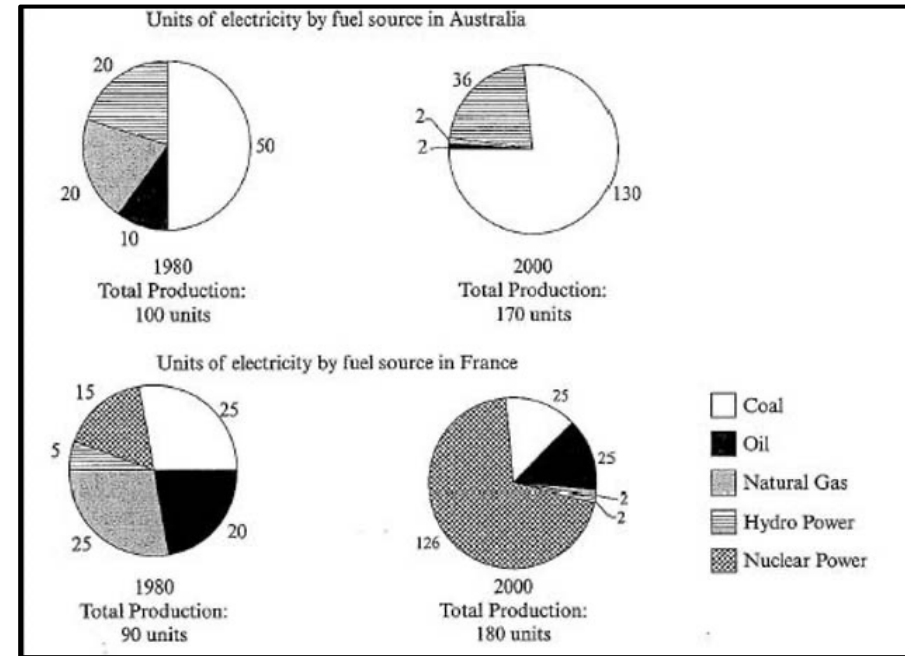 Units of electricity by fuel source in Australia
20
50
20
10
1980
Total Production:
100 units
36
2
2
130
2000
Total Production:
170 units
Units of electricity by fuel source in France
15
25
5
25
20
1980
Total Production:
90 units
25
25
2
2
126
2000
Total Production:
180 units
Coal
Oil
Natural Gas
Hydro Power
Nuclear Power